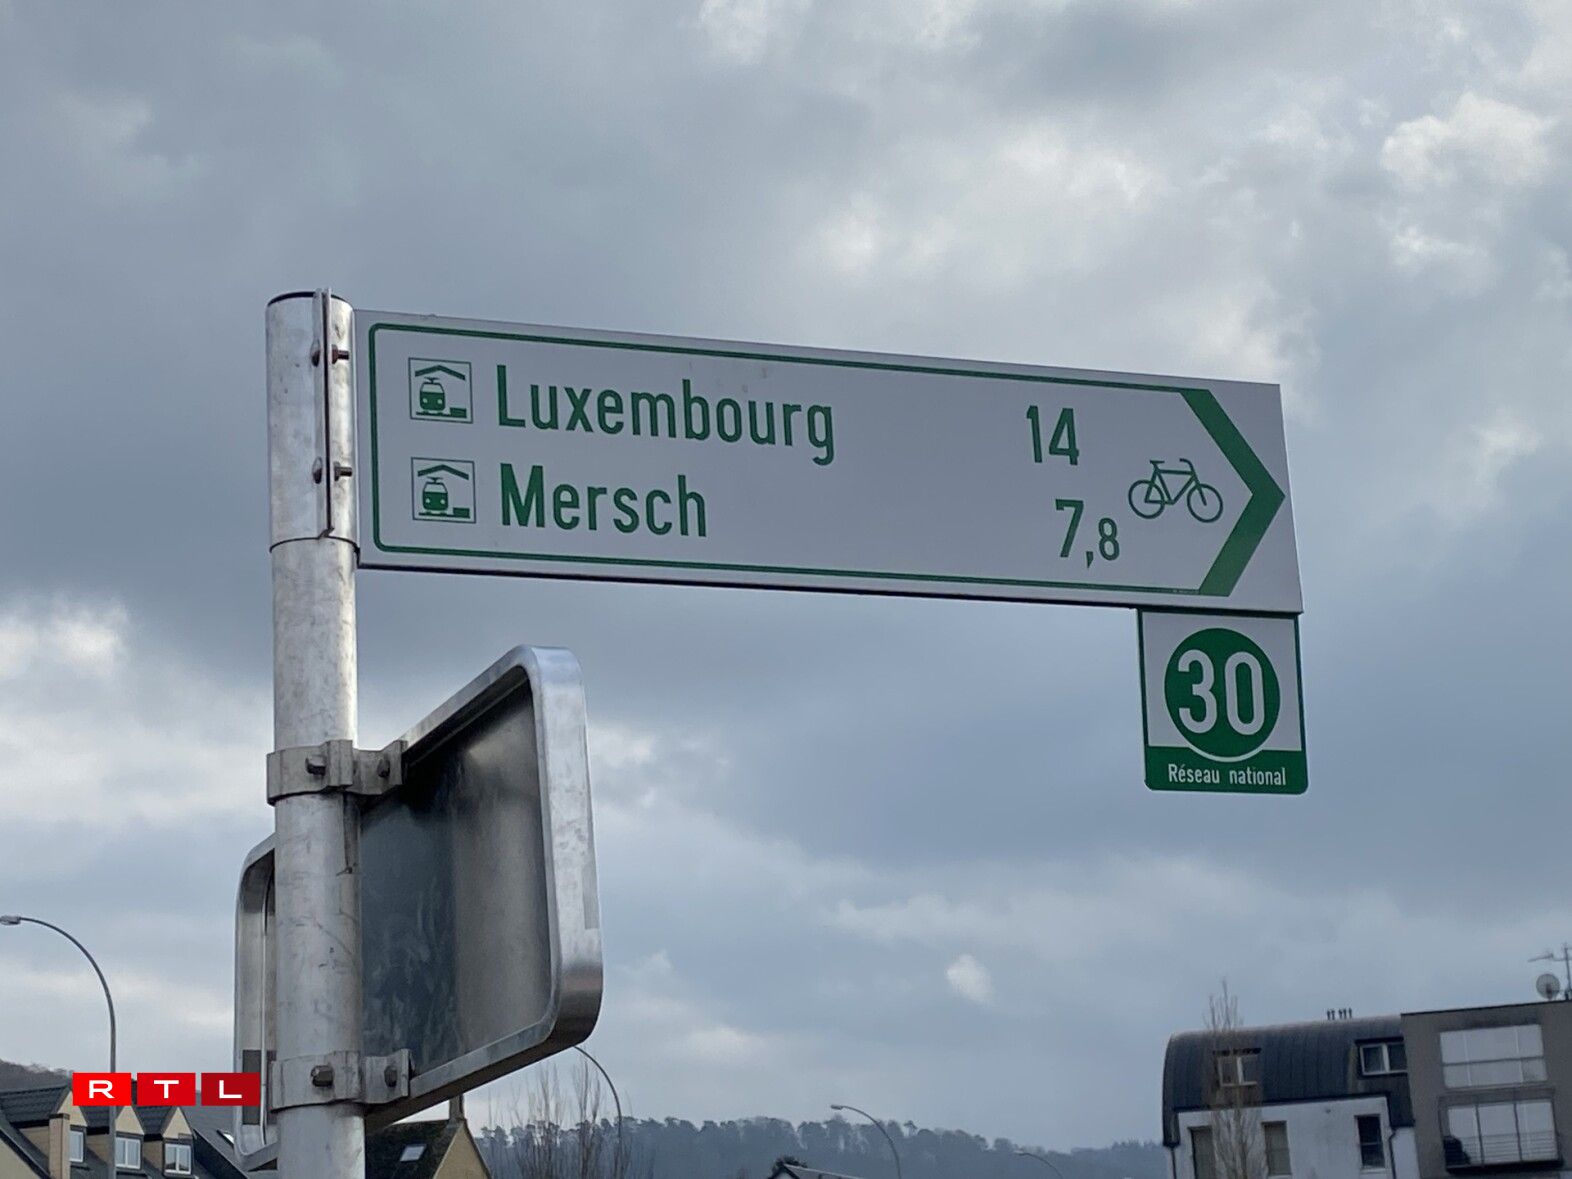 Luxembourg 14
Mersch 7,8
30
Réseau national
RTL